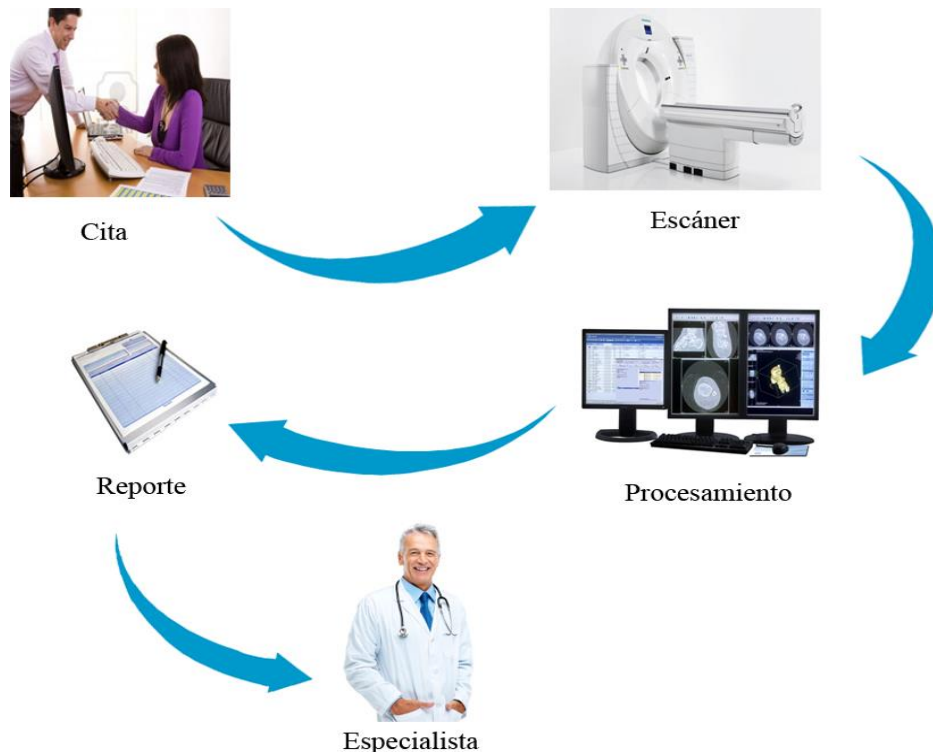 Cita
Escáner
Procesamiento
Reporte
Especialista